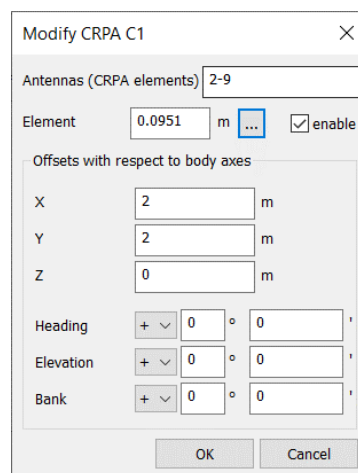 Modify CRPA C1
Antennas (CRPA elements) 2-9
Element 0.0951 m ... enable
Offsets with respect to body axes
X 2 m
Y 2 m
Z 0 m
Heading + 0 ° 0 '
Elevation + 0 ° 0 '
Bank + 0 ° 0 '
OK Cancel